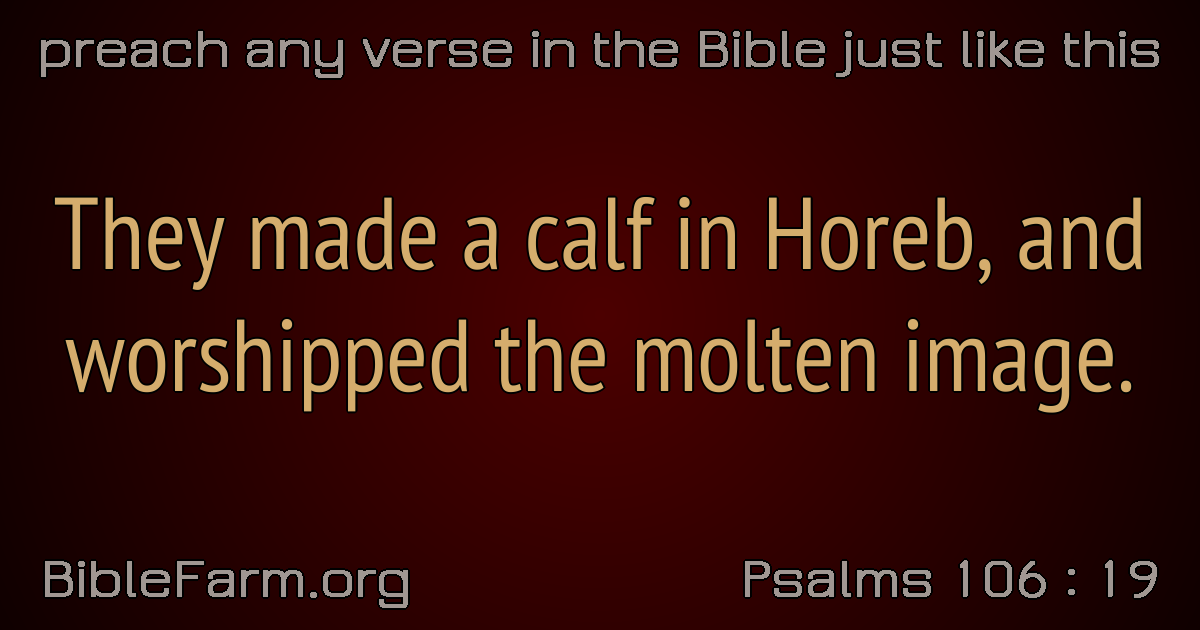 preach any verse in the Bible just like this
They made a calf in Horeb, and
worshipped the molten image.
BibleFarm.org
Psalms 106 : 19